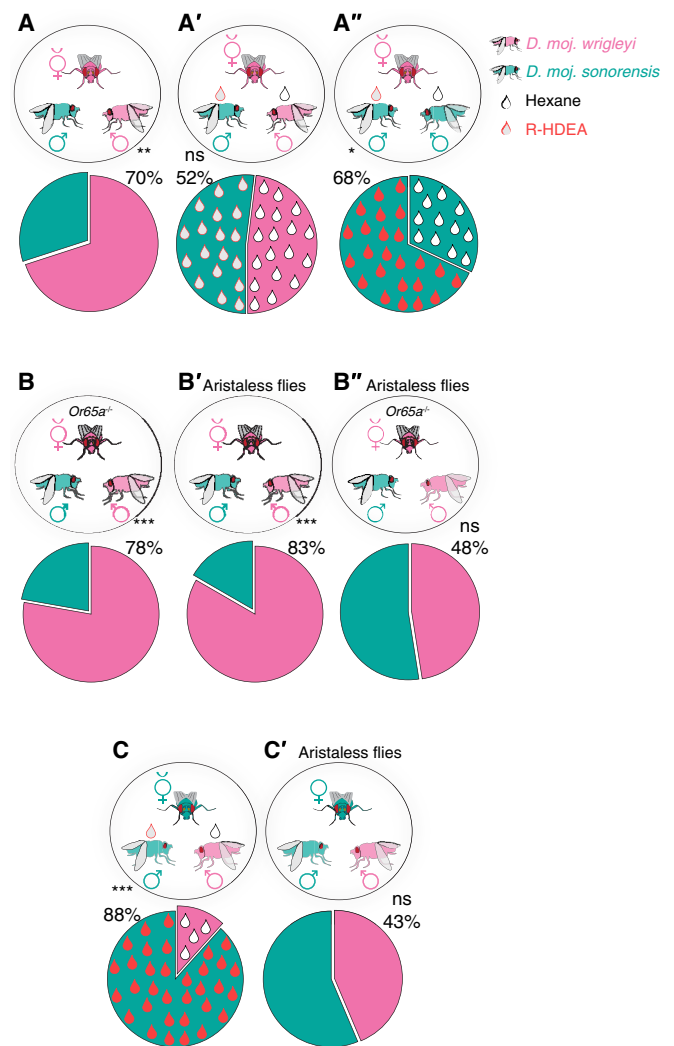 A
A′
A″
D. moj. wrigleyi
D. moj. sonorensis
Hexane
R-HDEA
**
70%
ns
52%
*
68%
B
B′ Aristaless flies
B″ Aristaless flies
Or65a-/-
Or65a-/-
***
78%
***
83%
ns
48%
C
C′ Aristaless flies
***
88%
ns
43%